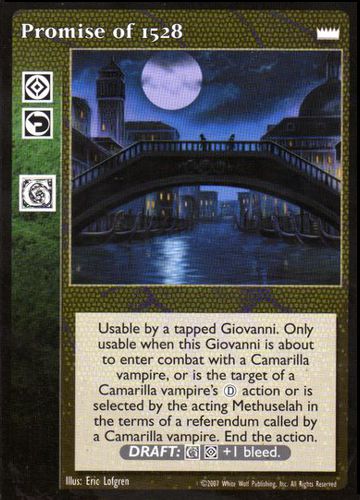 Promise of 1528
Usable by a tapped Giovanni. Only
usable when this Giovanni is about
to enter combat with a Camarilla
vampire, or is the target of a
Camarilla vampire's Ⓓ action or is
selected by the acting Methuselah in
the terms of a referendum called by
a Camarilla vampire. End the action.
DRAFT: +1 bleed.
Illus: Eric Lofgren ©2007 White Wolf Publishing, Inc. All Rights Reserved